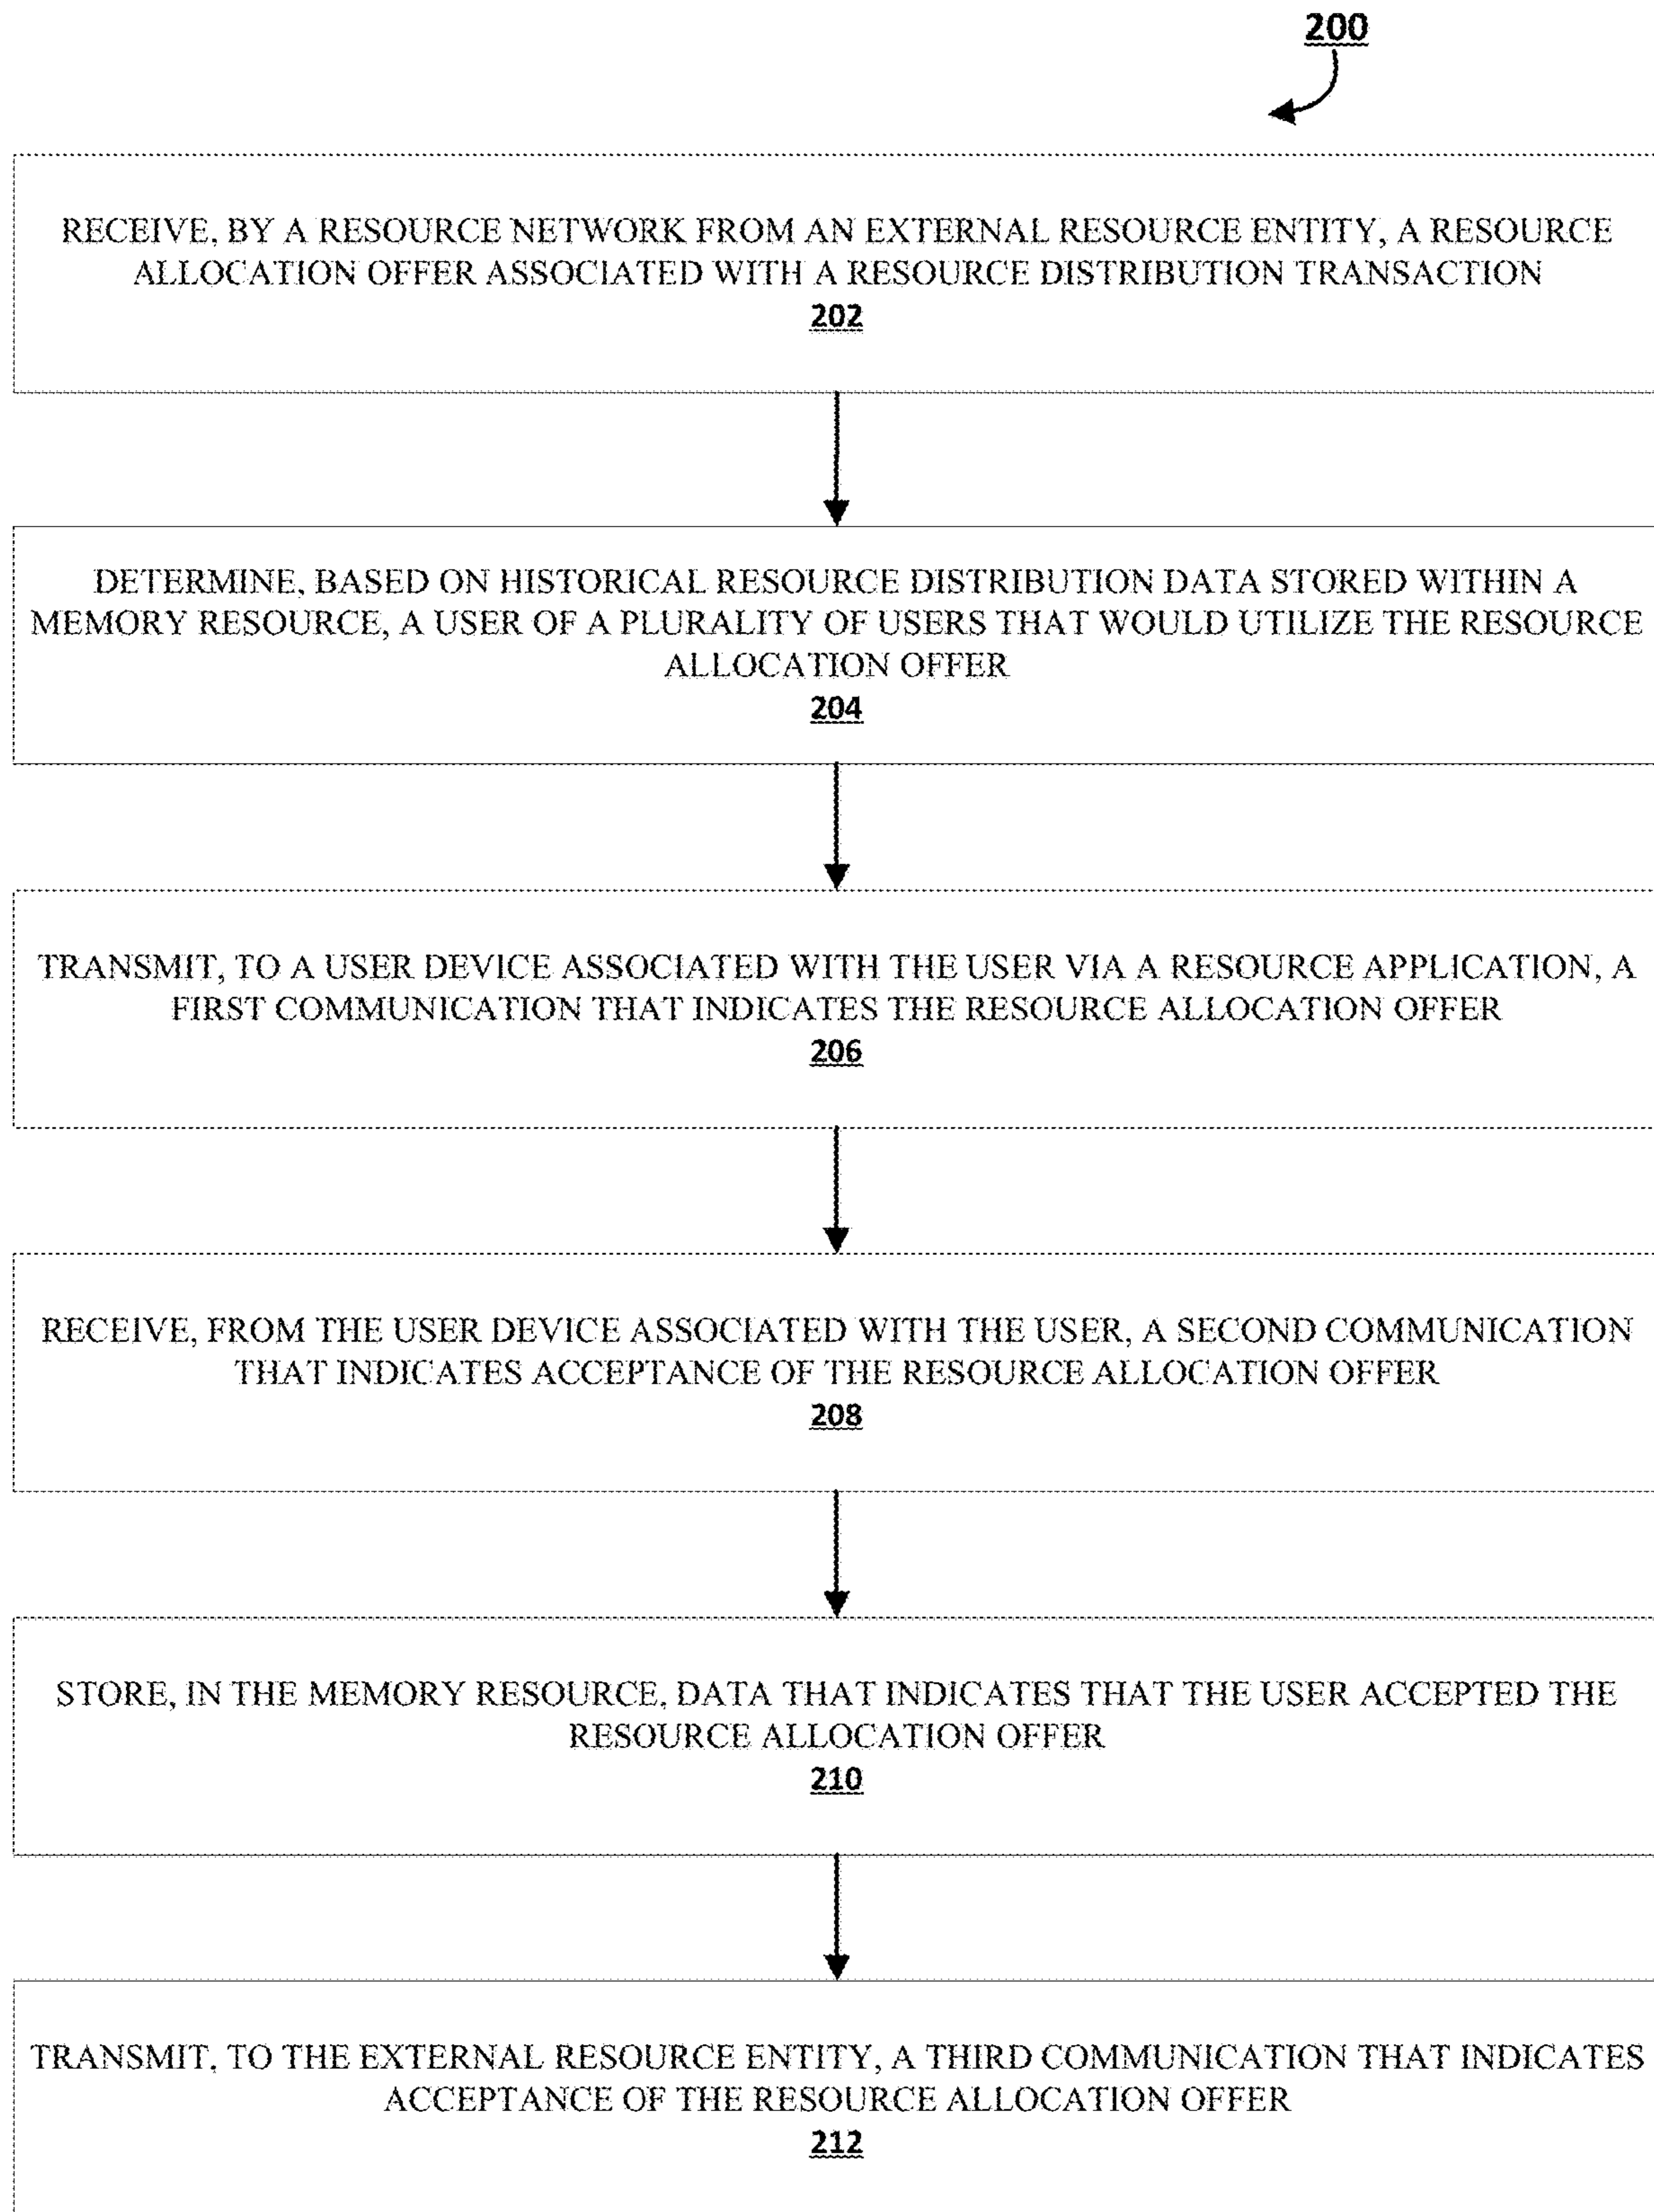 200
RECEIVE, BY A RESOURCE NETWORK FROM AN EXTERNAL RESOURCE ENTITY, A RESOURCE
ALLOCATION OFFER ASSOCIATED WITH A RESOURCE DISTRIBUTION TRANSACTION
202
DETERMINE, BASED ON HISTORICAL RESOURCE DISTRIBUTION DATA STORED WITHIN A
MEMORY RESOURCE, A USER OF A PLURALITY OF USERS THAT WOULD UTILIZE THE RESOURCE
ALLOCATION OFFER
204
TRANSMIT, TO A USER DEVICE ASSOCIATED WITH THE USER VIA A RESOURCE APPLICATION, A
FIRST COMMUNICATION THAT INDICATES THE RESOURCE ALLOCATION OFFER
206
RECEIVE, FROM THE USER DEVICE ASSOCIATED WITH THE USER, A SECOND COMMUNICATION
THAT INDICATES ACCEPTANCE OF THE RESOURCE ALLOCATION OFFER
208
STORE, IN THE MEMORY RESOURCE, DATA THAT INDICATES THAT THE USER ACCEPTED THE
RESOURCE ALLOCATION OFFER
210
TRANSMIT, TO THE EXTERNAL RESOURCE ENTITY, A THIRD COMMUNICATION THAT INDICATES
ACCEPTANCE OF THE RESOURCE ALLOCATION OFFER
212